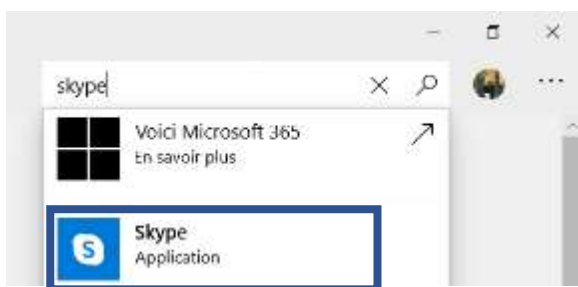 skype
Voici Microsoft 365
En savoir plus
Skype
Application